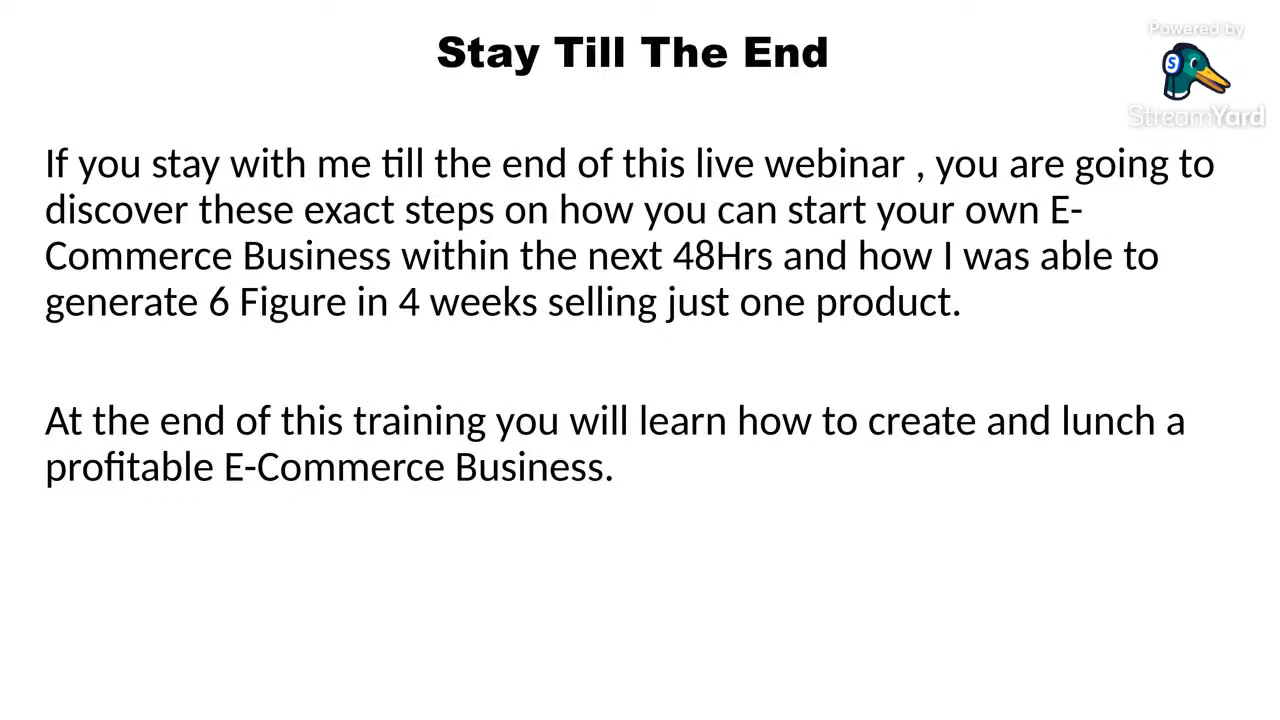 Stay Till The End
Powered by
S
StreamYard
If you stay with me till the end of this live webinar , you are going to
discover these exact steps on how you can start your own E-
Commerce Business within the next 48Hrs and how I was able to
generate 6 Figure in 4 weeks selling just one product.
At the end of this training you will learn how to create and lunch a
profitable E-Commerce Business.